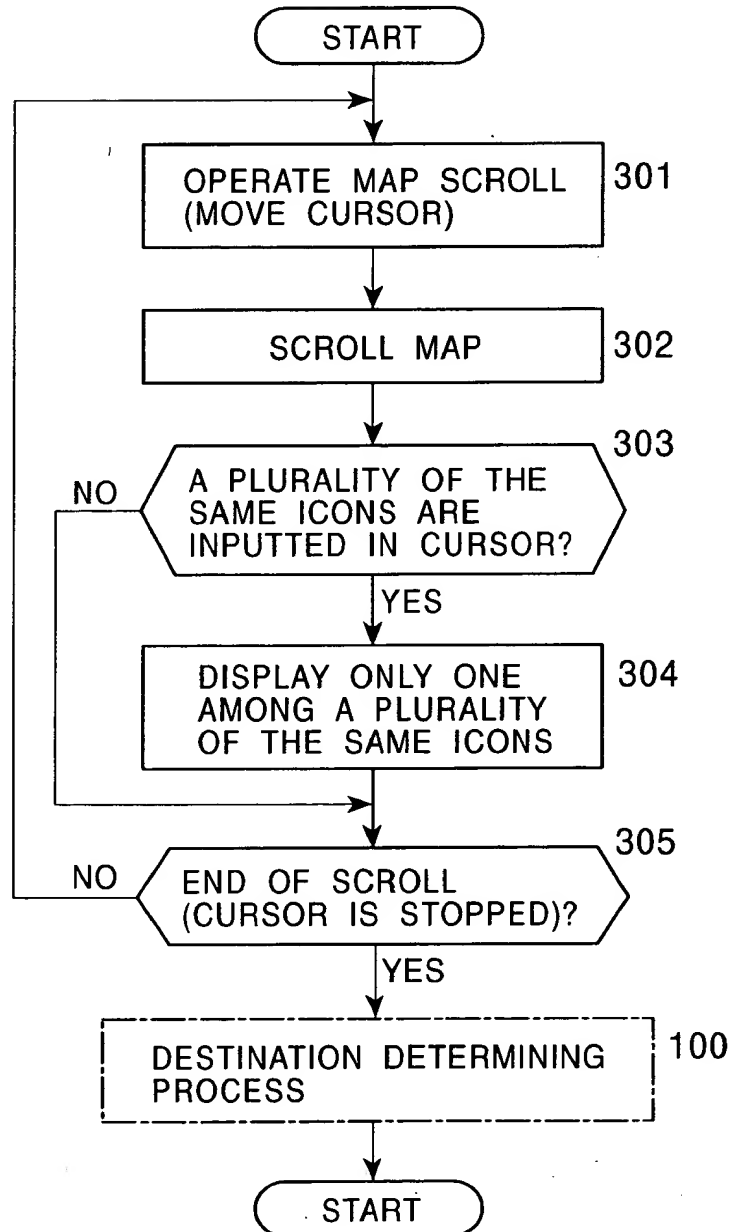 START
OPERATE MAP SCROLL
(MOVE CURSOR)
301
SCROLL MAP
302
303
A PLURALITY OF THE
SAME ICONS ARE
INPUTTED IN CURSOR?
NO
YES
DISPLAY ONLY ONE
AMONG A PLURALITY
OF THE SAME ICONS
304
305
END OF SCROLL
(CURSOR IS STOPPED)?
NO
YES
DESTINATION DETERMINING
PROCESS
100
START